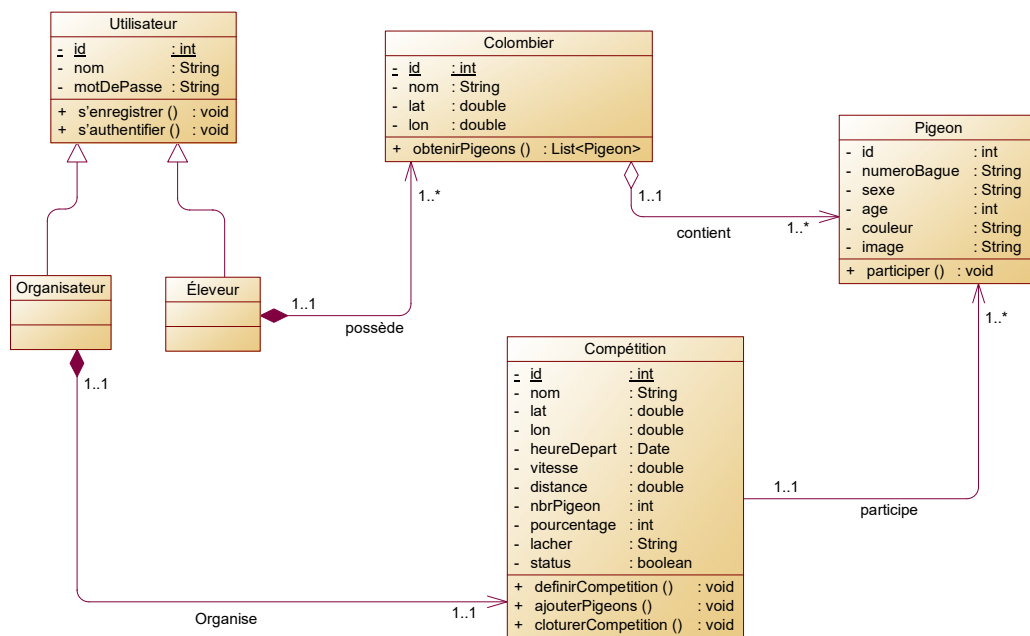 Utilisateur
- id : int
- nom : String
- motDePasse : String
+ s'enregistrer () : void
+ s'authentifier () : void
Colombier
- id : int
- nom : String
- lat : double
- lon : double
+ obtenirPigeons () : List<Pigeon>
Pigeon
- id : int
- numeroBague : String
- sexe : String
- age : int
- couleur : String
- image : String
+ participer () : void
1..*
1..1
contient
1..*
Organisateur
Éleveur
1..1
possède
1..1
1..*
Compétition
- id : int
- nom : String
- lat : double
- lon : double
- heureDepart : Date
- vitesse : double
- distance : double
- nbrPigeon : int
- pourcentage : int
- lacher : String
- status : boolean
+ definirCompetition () : void
+ ajouterPigeons () : void
+ cloturerCompetition () : void
1..1
participe
Organise
1..1